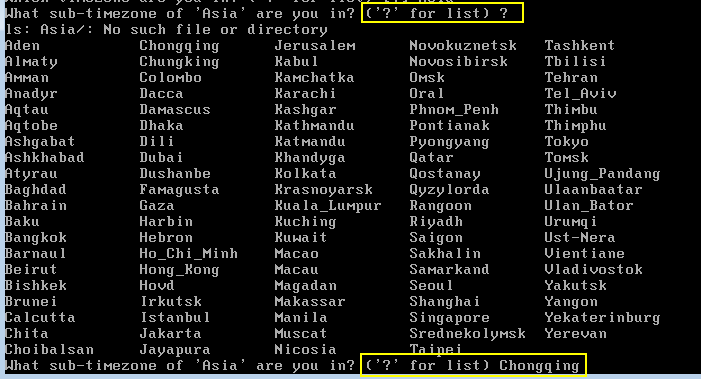 What sub-timezone of 'Asia' are you in? ('?' for list) ?
ls: Asia/: No such file or directory
Aden Chongqing Jerusalem Novokuznetsk Tashkent
Almaty Chungking Kabul Novosibirsk Tbilisi
Amman Colombo Kamchatka Omsk Tehran
Anadyr Dacca Karachi Oral Tel_Aviv
Aqtau Damascus Kashgar Phnom_Penh Thimbu
Aqtobe Dhaka Kathmandu Pontianak Thimphu
Ashgabat Dili Katmandu Pyongyang Tokyo
Ashkhabad Dubai Khandyga Qatar Tomsk
Atyrau Dushanbe Kolkata Qostanay Ujung_Pandang
Baghdad Famagusta Krasnoyarsk Qyzylorda Ulaanbaatar
Bahrain Gaza Kuala_Lumpur Rangoon Ulan_Bator
Baku Harbin Kuching Riyadh Urumqi
Bangkok Hebron Kuwait Saigon Ust-Nera
Barnaul Ho_Chi_Minh Macao Sakhalin Vientiane
Beirut Hong_Kong Macau Samarkand Vladivostok
Bishkek Hovd Magadan Seoul Yakutsk
Brunei Irkutsk Makassar Shanghai Yangon
Calcutta Istanbul Manila Singapore Yekaterinburg
Chita Jakarta Muscat Srednekolymsk Yerevan
Choibalsan Jayapura Nicosia Taipei
What sub-timezone of 'Asia' are you in? ('?' for list) Chongqing